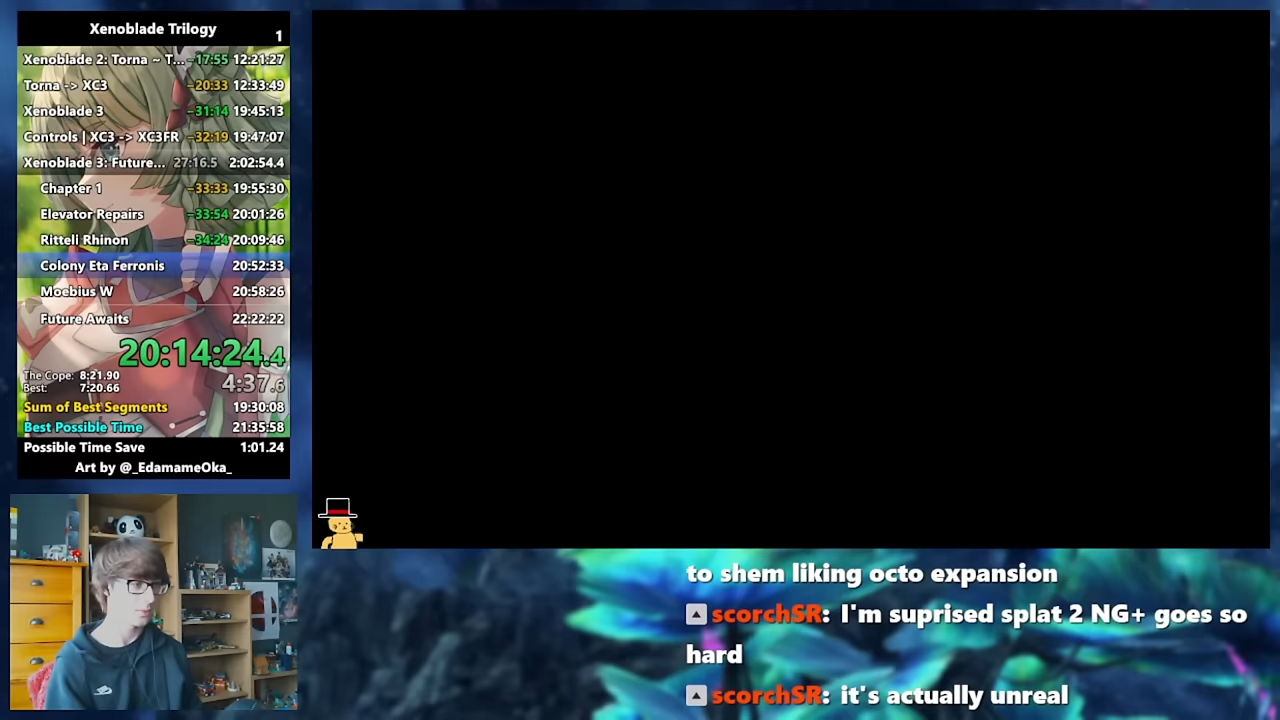 Xenoblade Trilogy
1
Xenoblade 2: Torna ~ T... −17:55 12:21:27
Torna -> XC3 −20:33 12:33:49
Xenoblade 3 −31:14 19:45:13
Controls | XC3 -> XC3FR −32:19 19:47:07
Xenoblade 3: Future... 27:16.5 2:02:54.4
Chapter 1 −33:33 19:55:30
Elevator Repairs −33:54 20:01:26
Rittell Rhinon −34:24 20:09:46
Colony Eta Ferronis 20:52:33
Moebius W 20:58:26
Future Awaits 22:22:22
20:14:24.4
The Cope: 8:21.90
Best: 7:20.66
4:37.6
Sum of Best Segments 19:30:08
Best Possible Time 21:35:58
Possible Time Save 1:01.24
Art by @_EdamameOka_
to shem liking octo expansion
scorchSR: I'm suprised splat 2 NG+ goes so
hard
scorchSR: it's actually unreal